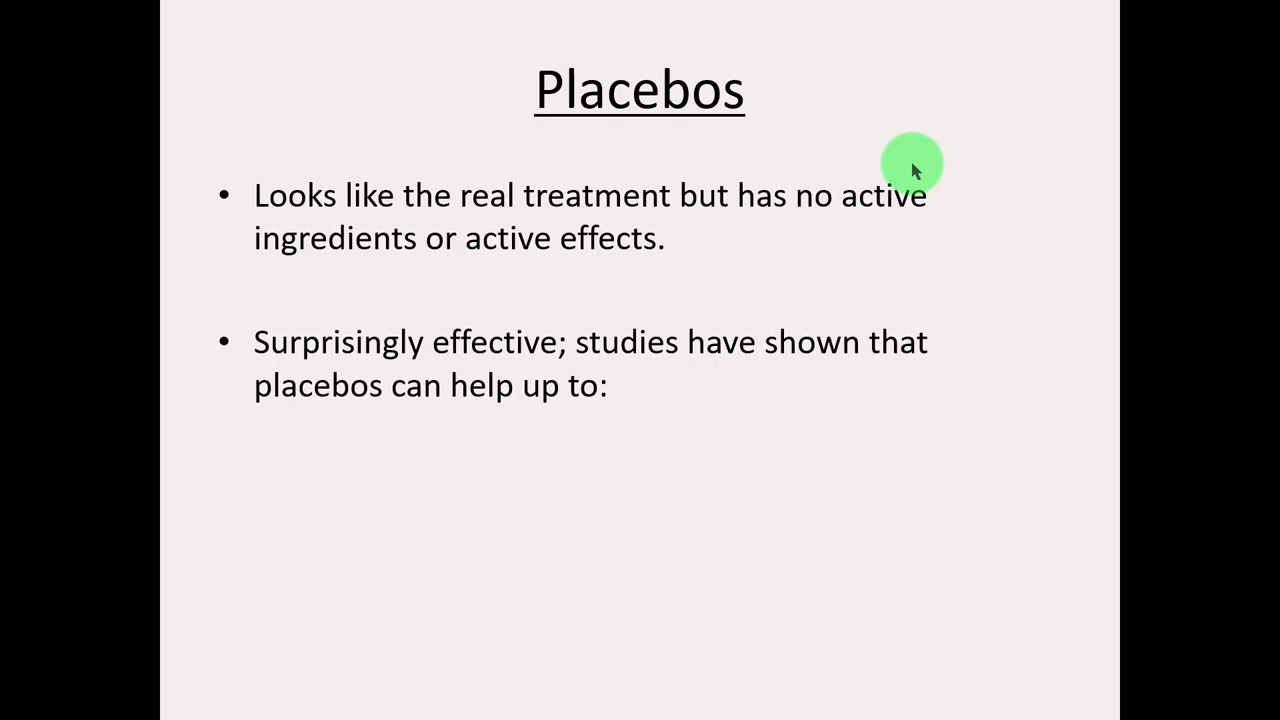 Placebos
• Looks like the real treatment but has no active
ingredients or active effects.
• Surprisingly effective; studies have shown that
placebos can help up to: